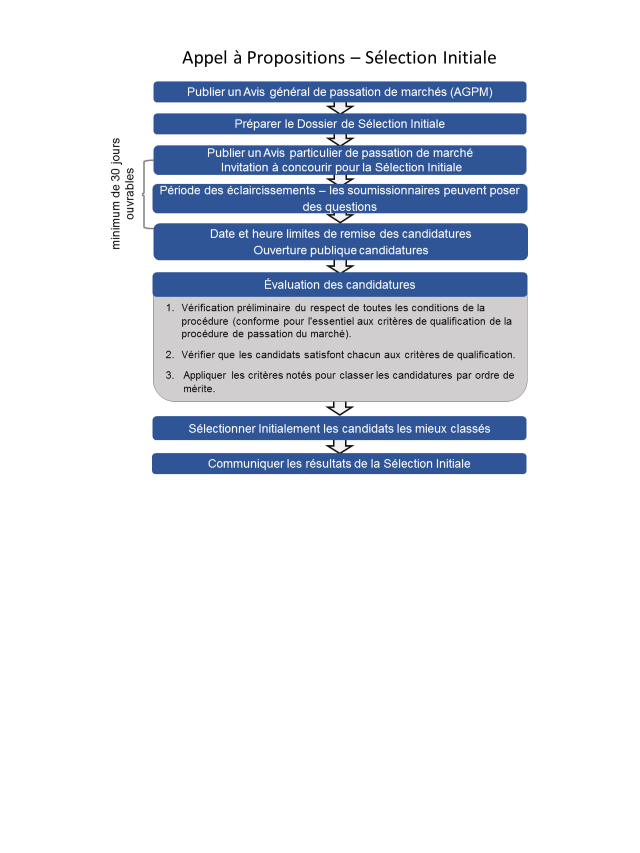 Appel à Propositions – Sélection Initiale
Publier un Avis général de passation de marchés (AGPM)
Préparer le Dossier de Sélection Initiale
minimum de 30 jours
ouvrables
Publier un Avis particulier de passation de marché
Invitation à concourir pour la Sélection Initiale
Période des éclaircissements – les soumissionnaires peuvent poser
des questions
Date et heure limites de remise des candidatures
Ouverture publique candidatures
Évaluation des candidatures
1. Vérification préliminaire du respect de toutes les conditions de la
procédure (conforme pour l'essentiel aux critères de qualification de la
procédure de passation du marché).
2. Vérifier que les candidats satisfont chacun aux critères de qualification.
3. Appliquer les critères notés pour classer les candidatures par ordre de
mérite.
Sélectionner Initialement les candidats les mieux classés
Communiquer les résultats de la Sélection Initiale